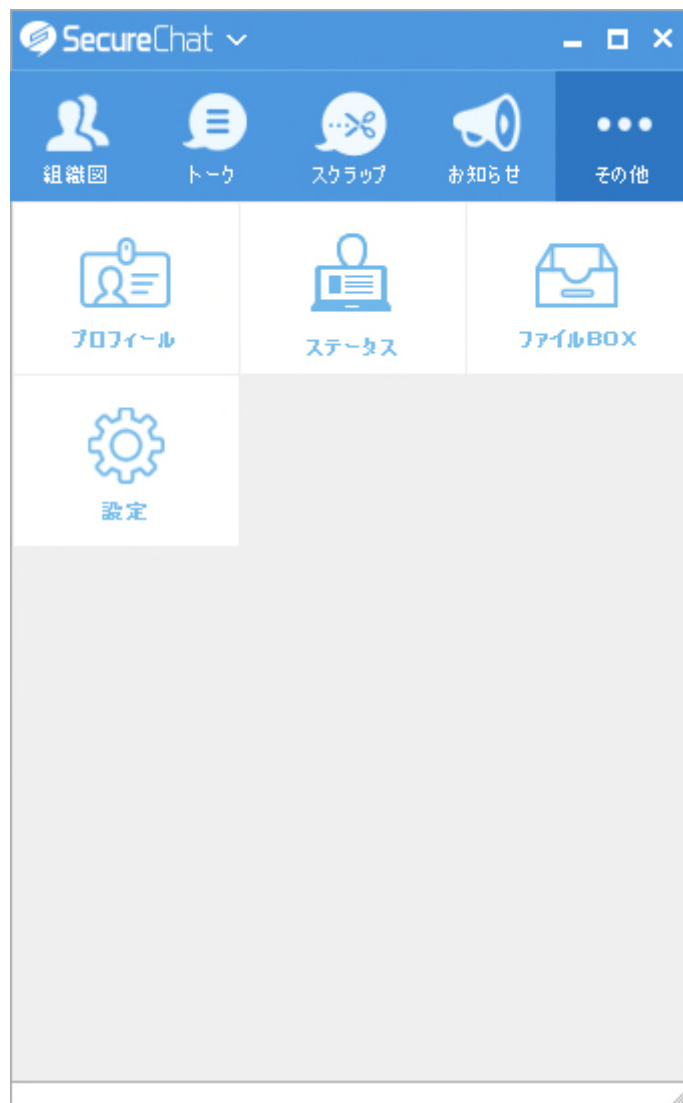 SecureChat
組織図 トーク スクラップ お知らせ その他
プロフィール ステータス ファイルBOX
設定